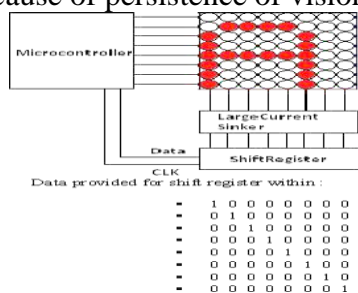 cause of persistence of vision
Microcontroller
LargeCurrent
Sinker
Data
ShiftRegister
CLK
Data provided for shift register within :
▪ 1 0 0 0 0 0 0 0
▪ 0 1 0 0 0 0 0 0
▪ 0 0 1 0 0 0 0 0
▪ 0 0 0 1 0 0 0 0
▪ 0 0 0 0 1 0 0 0
▪ 0 0 0 0 0 1 0 0
▪ 0 0 0 0 0 0 1 0
▪ 0 0 0 0 0 0 0 1